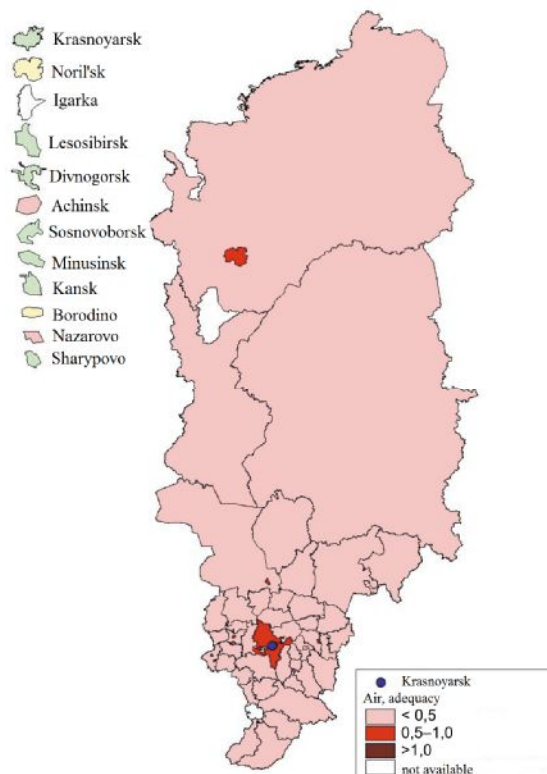 Krasnoyarsk
Noril'sk
Igarka
Lesosibirsk
Divnogorsk
Achinsk
Sosnovoborsk
Minusinsk
Kansk
Borodino
Nazarovo
Sharypovo
Krasnoyarsk
Air, adequacy
< 0,5
0,5–1,0
>1,0
not available